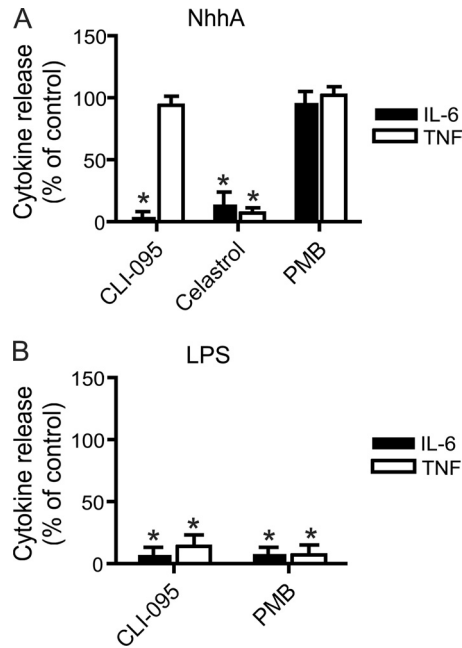 A
NhhA
Cytokine release
(% of control)
150
100
50
0
* * *
IL-6
TNF
CLI-095
Celastrol
PMB
B
LPS
Cytokine release
(% of control)
150
100
50
0
* * * *
IL-6
TNF
CLI-095
PMB